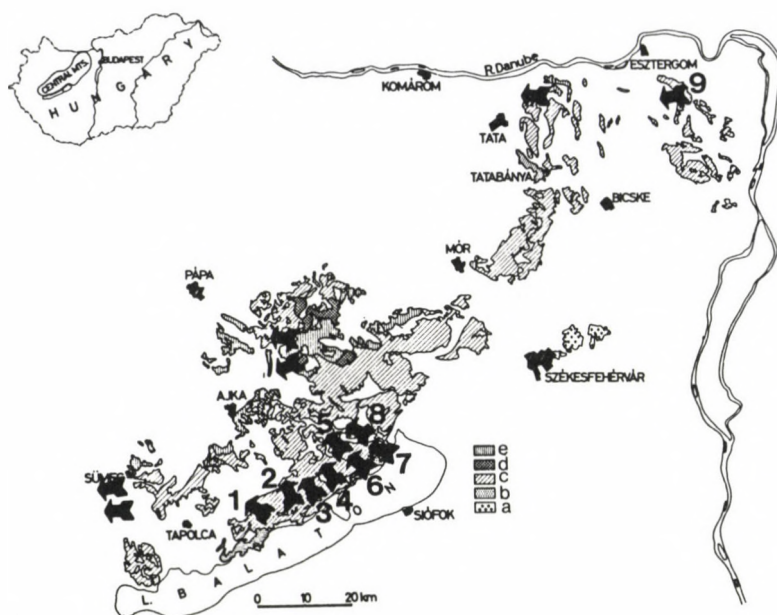 BUDAPEST
CENTRAL MTS.
HUNGARY
R. Danube
ESZTERGOM
KOMÁROM
9
TATA
TATABÁNYA
BICSKE
MÓR
PÁPA
SZÉKESFEHÉRVÁR
AJKA
5
8
e
d
c
b
a
7
SÜMEG
2
6
1
4
3
SIÓFOK
TAPOLCA
L. BALATON
0 10 20 km